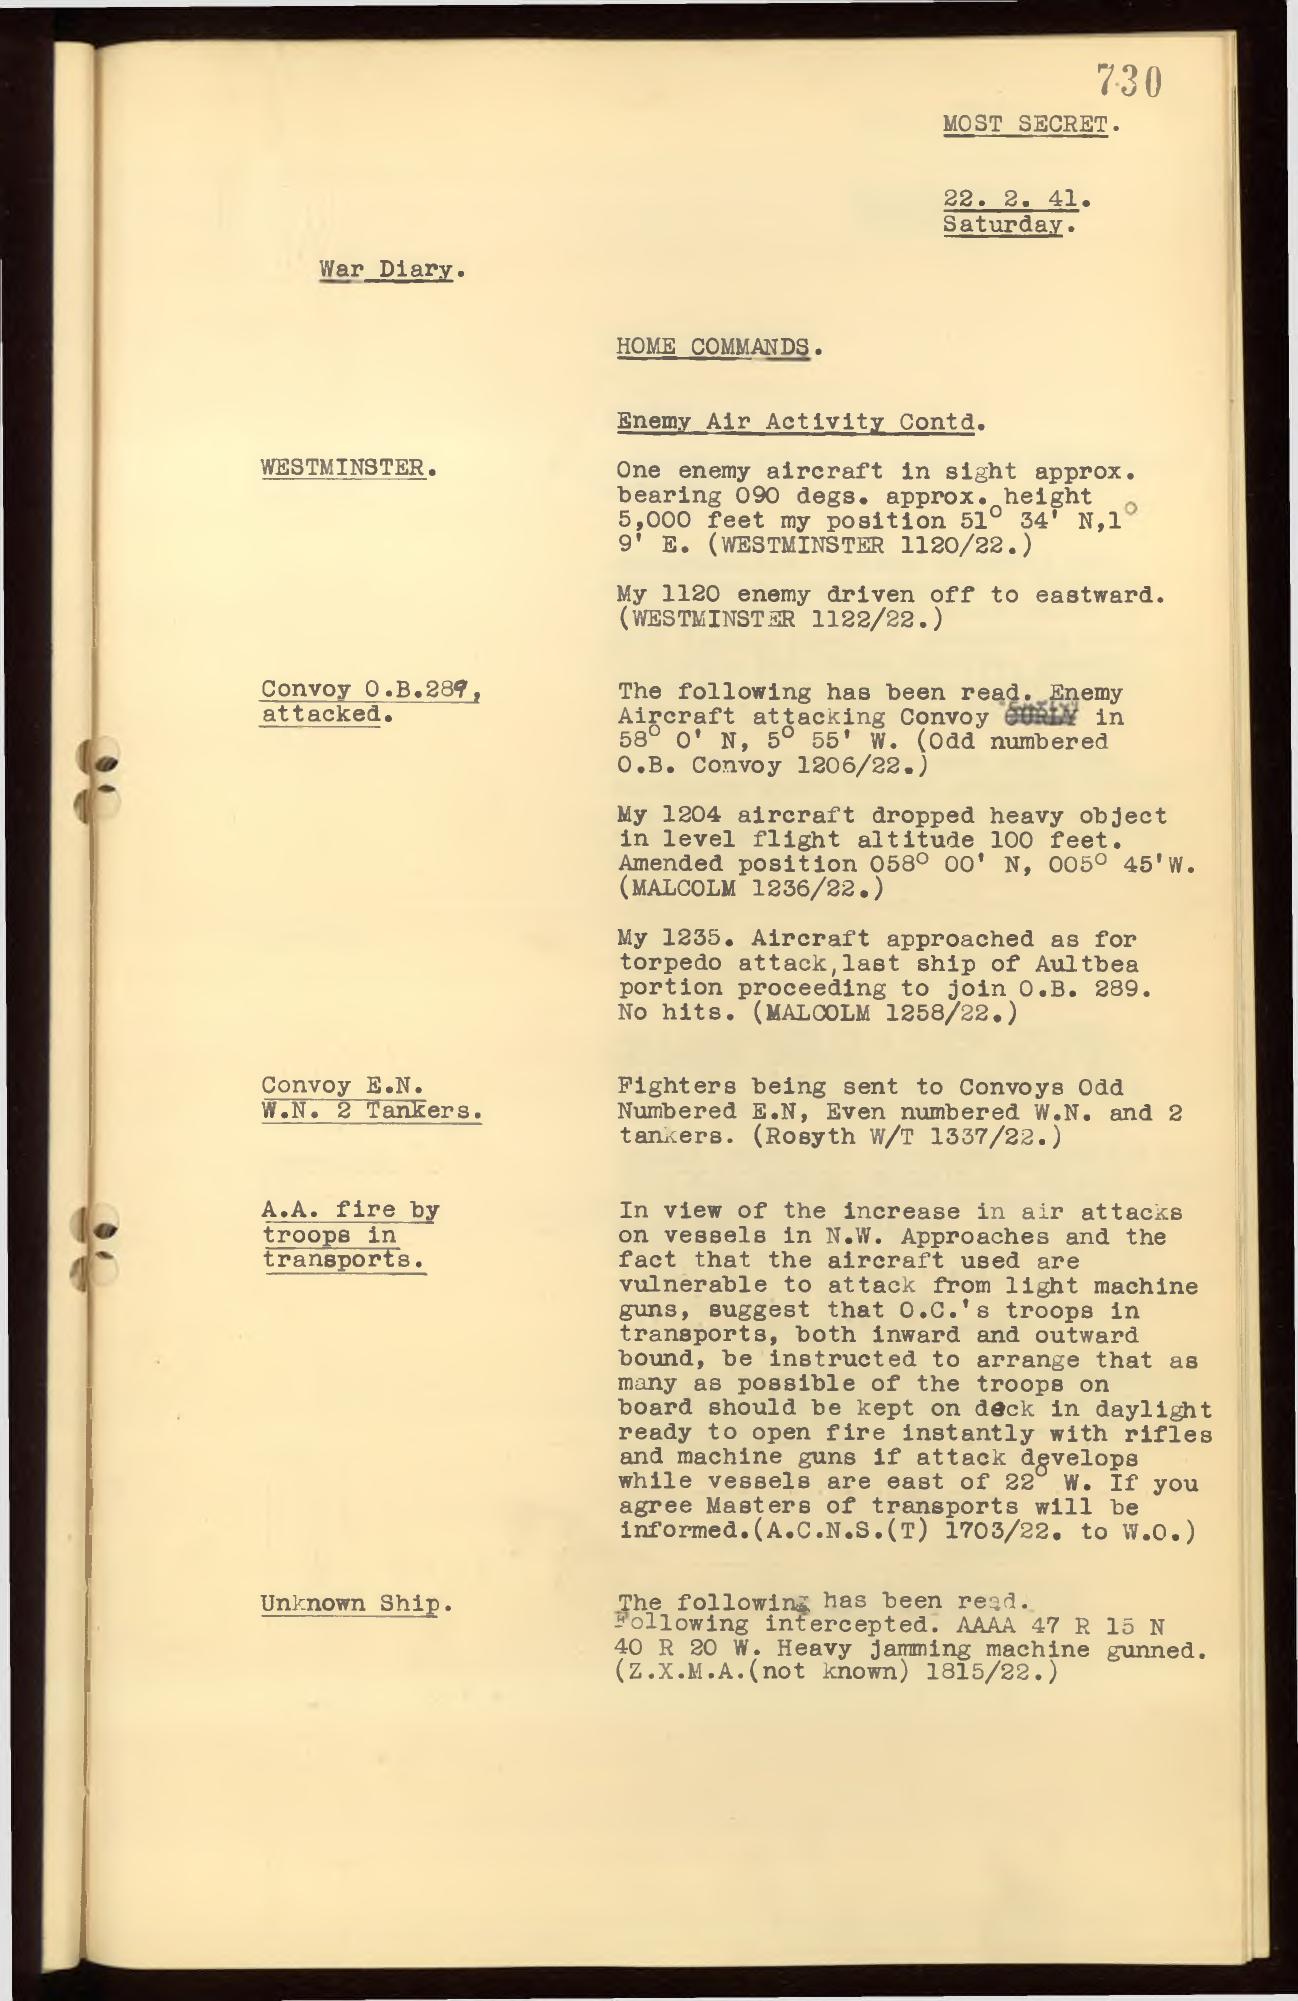 730
MOST SECRET.
22. 2. 41.
Saturday.
War Diary.
HOME COMMANDS.
Enemy Air Activity Contd.
WESTMINSTER.
One enemy aircraft in sight approx.
bearing 090 degs. approx. height
5,000 feet my position 51° 34' N,1°
9' E. (WESTMINSTER 1120/22.)
My 1120 enemy driven off to eastward.
(WESTMINSTER 1122/22.)
Convoy O.B.289,
attacked.
The following has been read. Enemy
Aircraft attacking Convoy in
58° 0' N, 5° 55' W. (Odd numbered
O.B. Convoy 1206/22.)
My 1204 aircraft dropped heavy object
in level flight altitude 100 feet.
Amended position 058° 00' N, 005° 45'W.
(MALCOLM 1236/22.)
My 1235. Aircraft approached as for
torpedo attack,last ship of Aultbea
portion proceeding to join O.B. 289.
No hits. (MALCOLM 1258/22.)
Convoy E.N.
W.N. 2 Tankers.
Fighters being sent to Convoys Odd
Numbered E.N, Even numbered W.N. and 2
tankers. (Rosyth W/T 1337/22.)
A.A. fire by
troops in
transports.
In view of the increase in air attacks
on vessels in N.W. Approaches and the
fact that the aircraft used are
vulnerable to attack from light machine
guns, suggest that O.C.'s troops in
transports, both inward and outward
bound, be instructed to arrange that as
many as possible of the troops on
board should be kept on deck in daylight
ready to open fire instantly with rifles
and machine guns if attack develops
while vessels are east of 22° W. If you
agree Masters of transports will be
informed.(A.C.N.S.(T) 1703/22. to W.O.)
Unknown Ship.
The following has been read.
Following intercepted. AAAA 47 R 15 N
40 R 20 W. Heavy jamming machine gunned.
(Z.X.M.A.(not known) 1815/22.)